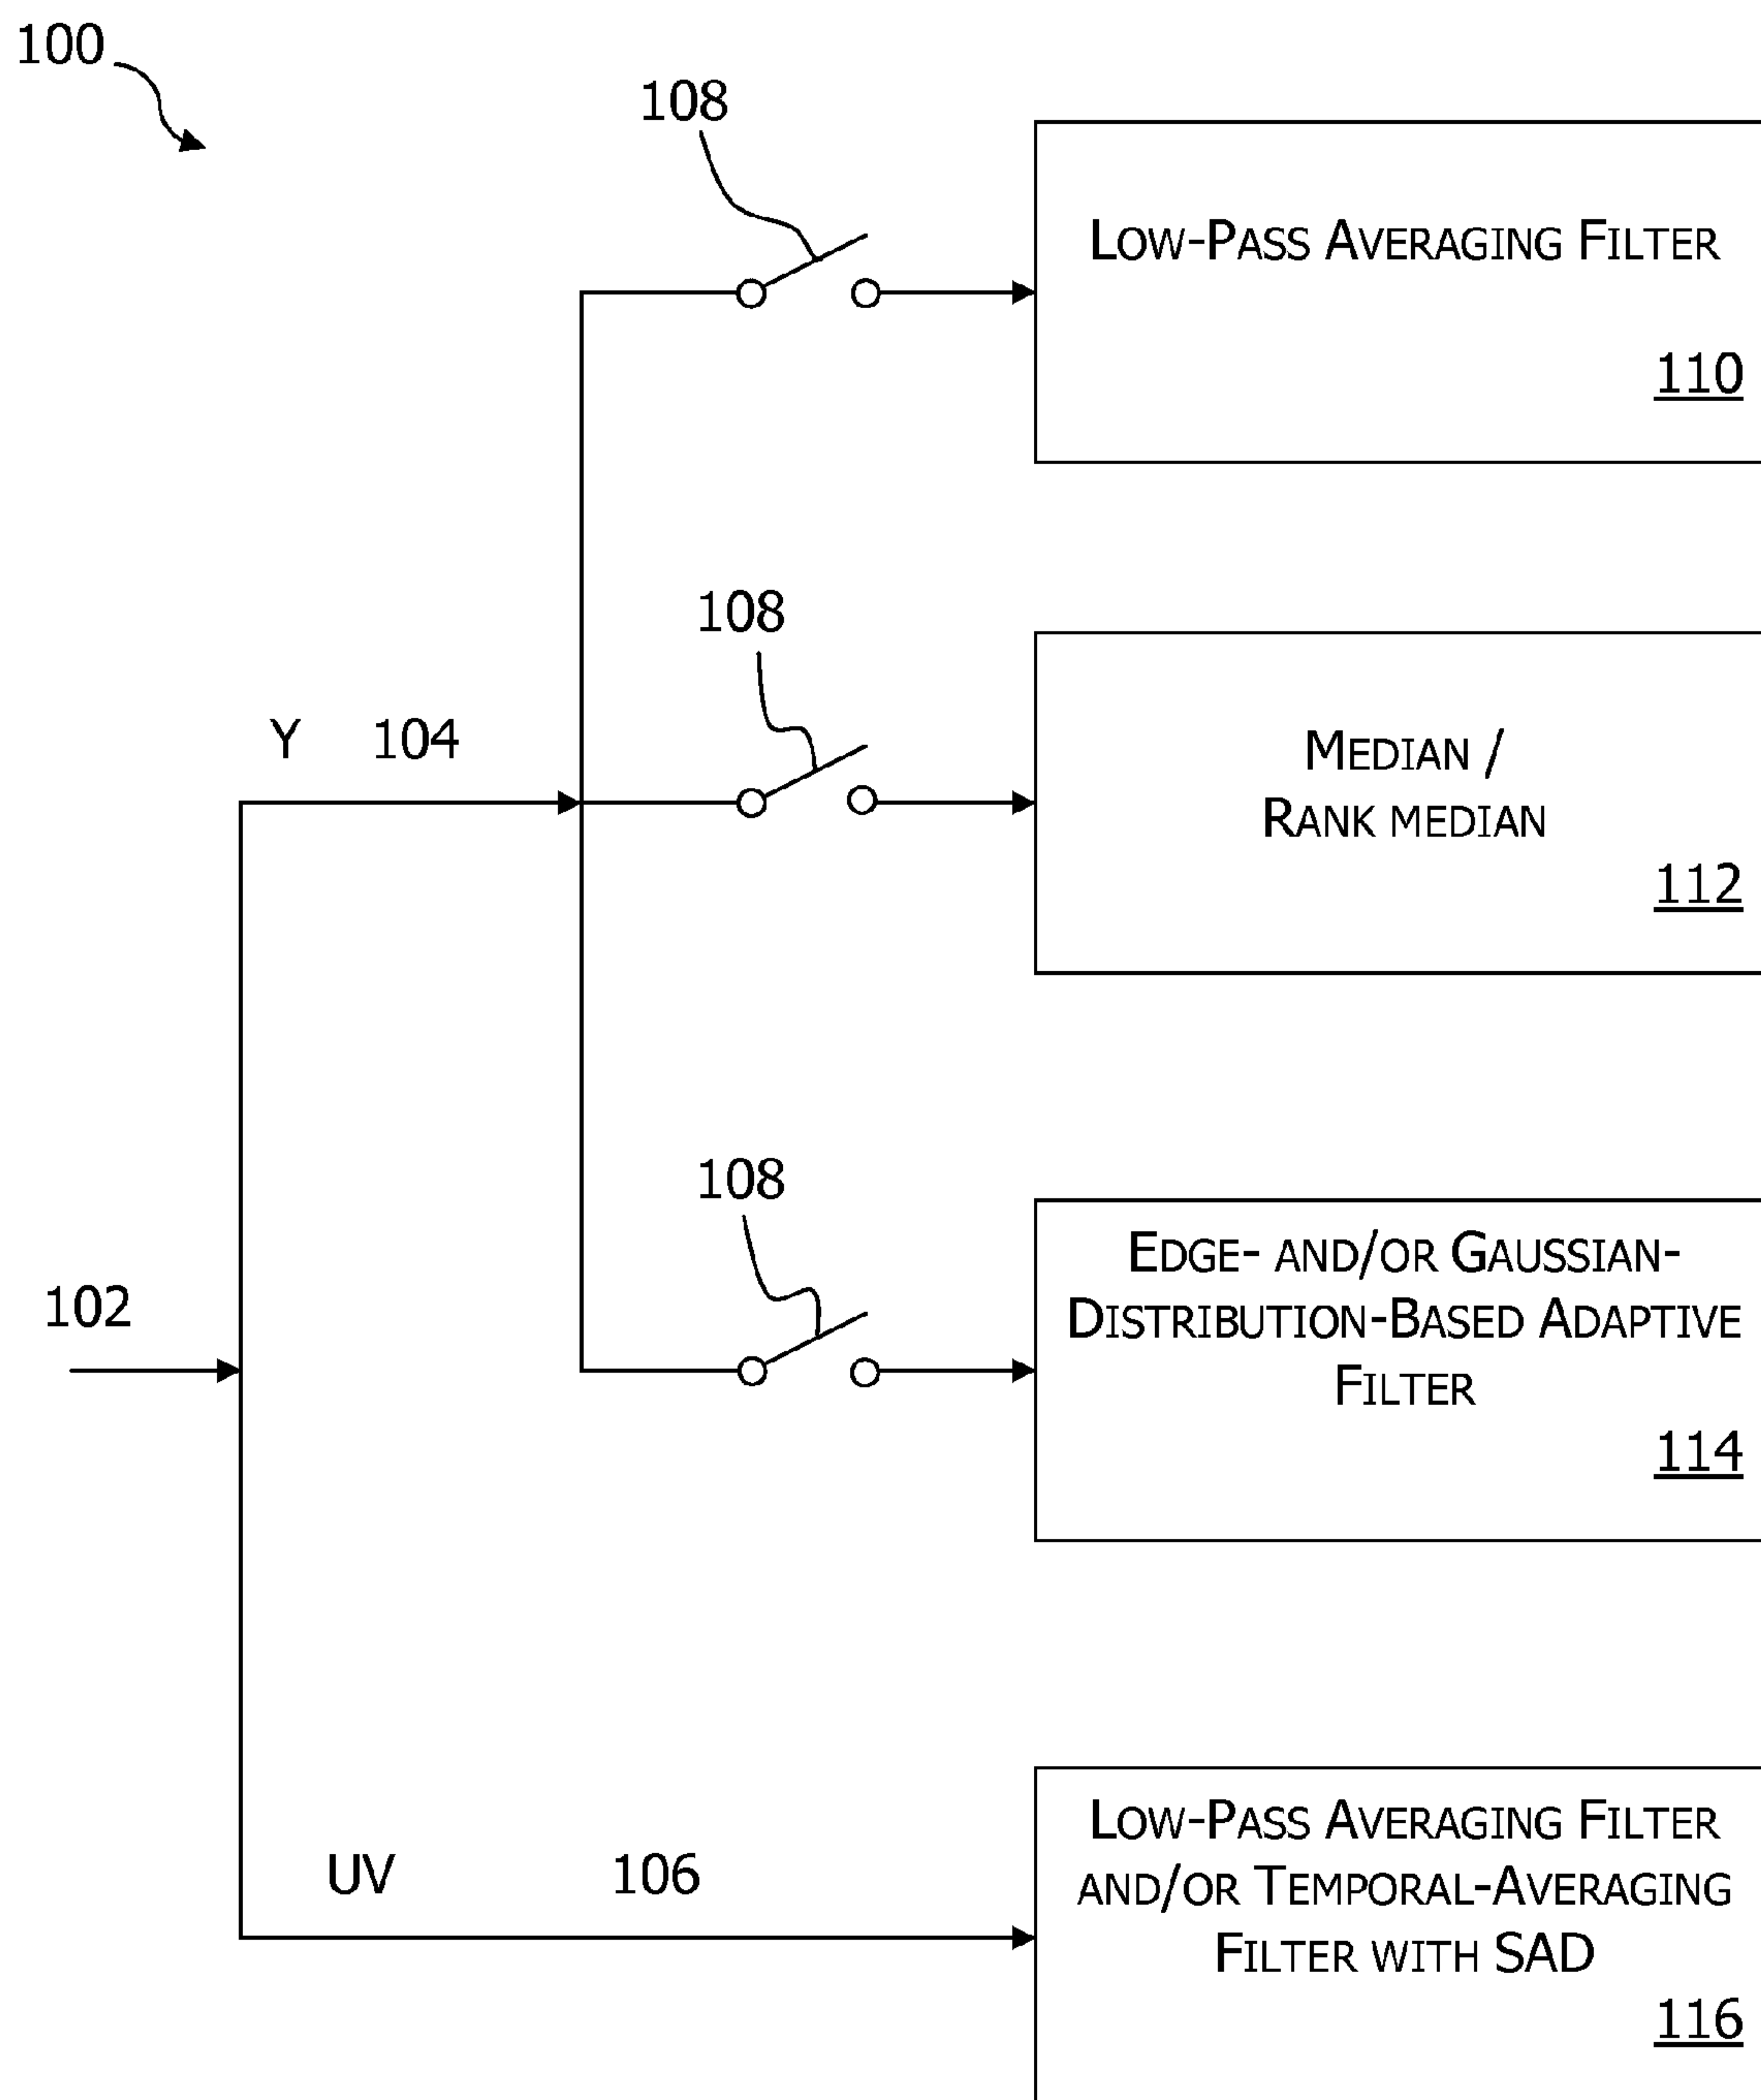 100
108
LOW-PASS AVERAGING FILTER
110
108
Y 104
MEDIAN /
RANK MEDIAN
112
108
102
EDGE- AND/OR GAUSSIAN-
DISTRIBUTION-BASED ADAPTIVE
FILTER
114
UV 106
LOW-PASS AVERAGING FILTER
AND/OR TEMPORAL-AVERAGING
FILTER WITH SAD
116